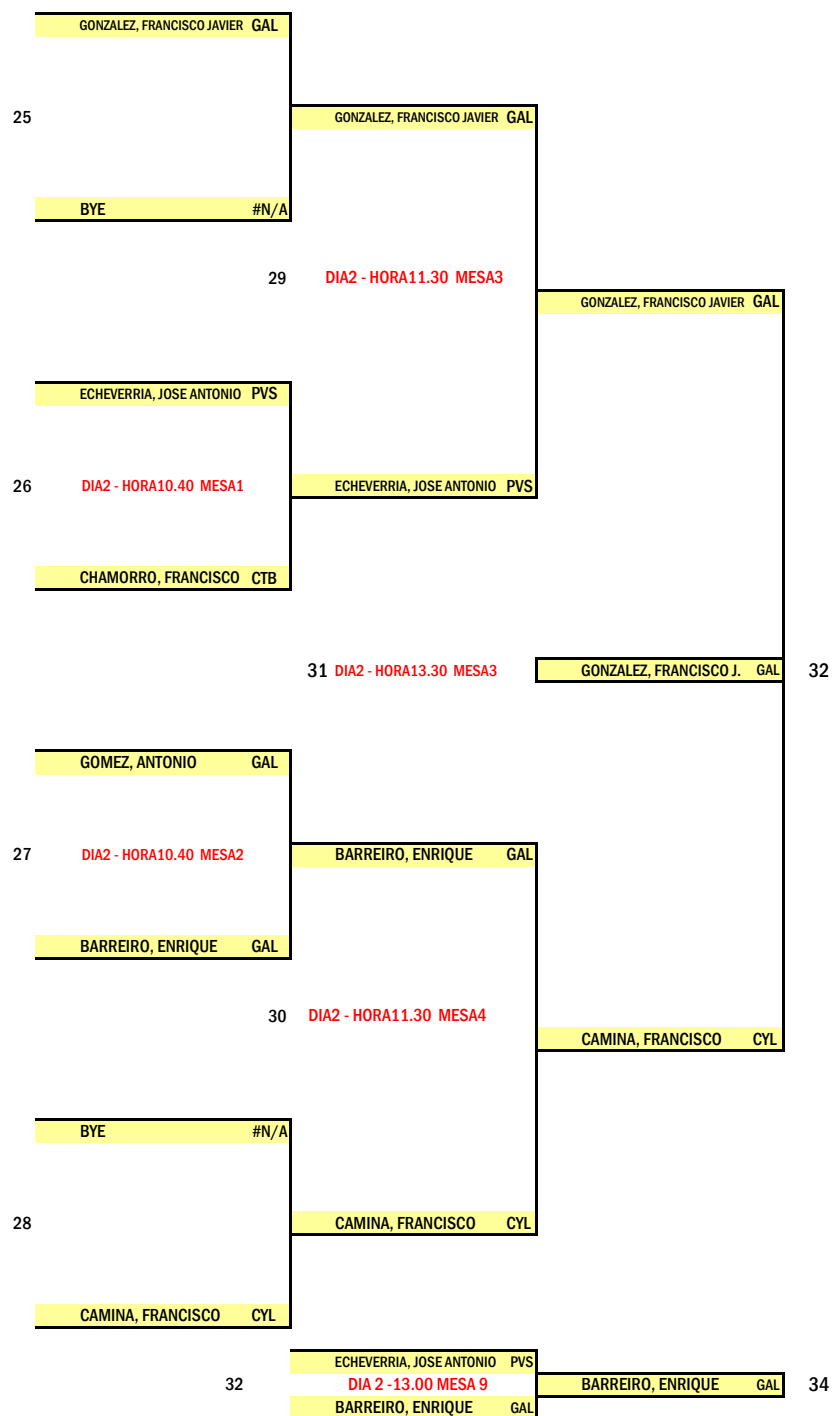 GONZALEZ, FRANCISCO JAVIER GAL
25 GONZALEZ, FRANCISCO JAVIER GAL
BYE #N/A
29 DIA2 - HORA11.30 MESA3
GONZALEZ, FRANCISCO JAVIER GAL
ECHEVERRIA, JOSE ANTONIO PVS
26 DIA2 - HORA10.40 MESA1 ECHEVERRIA, JOSE ANTONIO PVS
CHAMORRO, FRANCISCO CTB
31 DIA2 - HORA13.30 MESA3 GONZALEZ, FRANCISCO J. GAL 32
GOMEZ, ANTONIO GAL
27 DIA2 - HORA10.40 MESA2 BARREIRO, ENRIQUE GAL
BARREIRO, ENRIQUE GAL
30 DIA2 - HORA11.30 MESA4
CAMINA, FRANCISCO CYL
BYE #N/A
28 CAMINA, FRANCISCO CYL
CAMINA, FRANCISCO CYL
ECHEVERRIA, JOSE ANTONIO PVS
32 DIA 2 -13.00 MESA 9 BARREIRO, ENRIQUE GAL 34
BARREIRO, ENRIQUE GAL